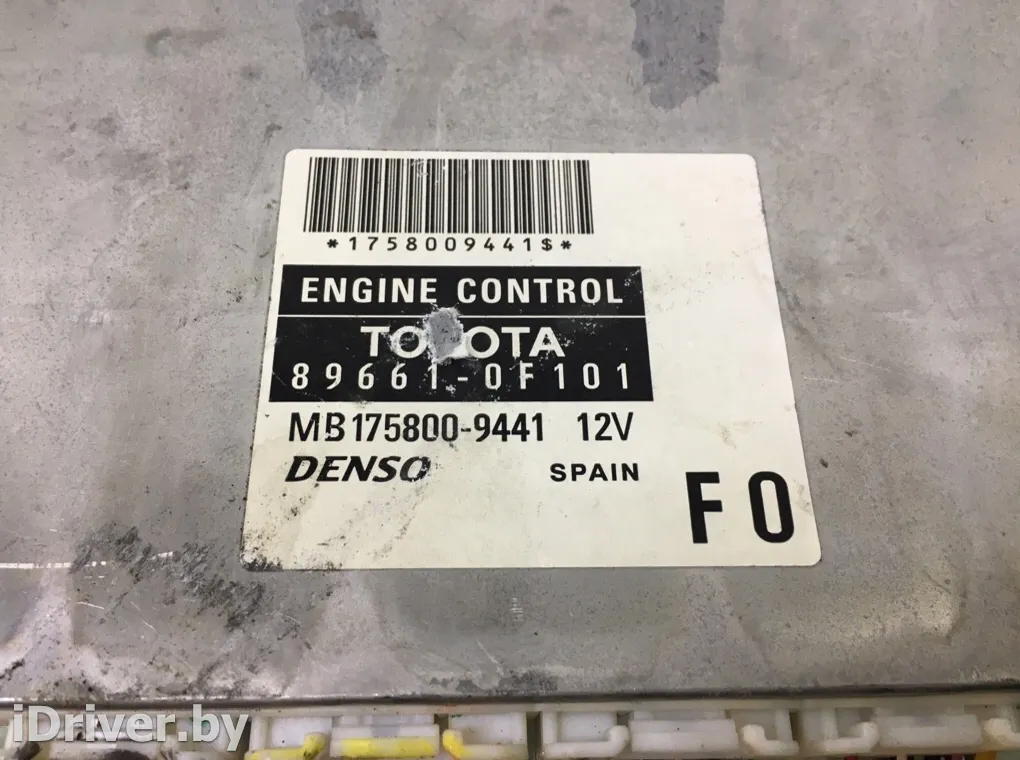 *1758009441$*
ENGINE CONTROL
TOYOTA
89661-0F101
MB175800-9441 12V
DENSO SPAIN
F0
iDriver.by